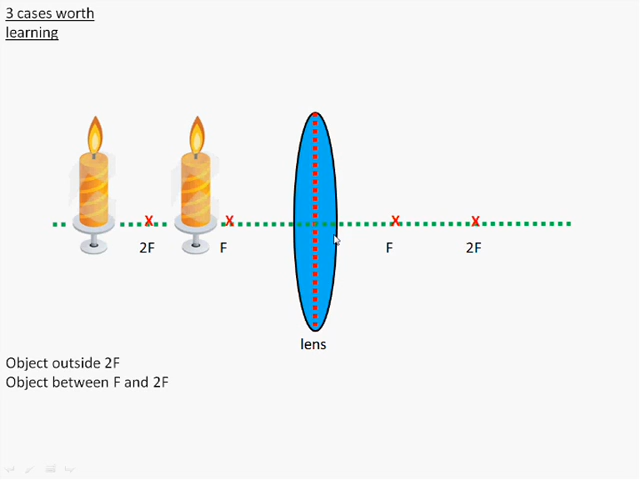 3 cases worth
learning
X X X X
2F F F 2F
lens
Object outside 2F
Object between F and 2F